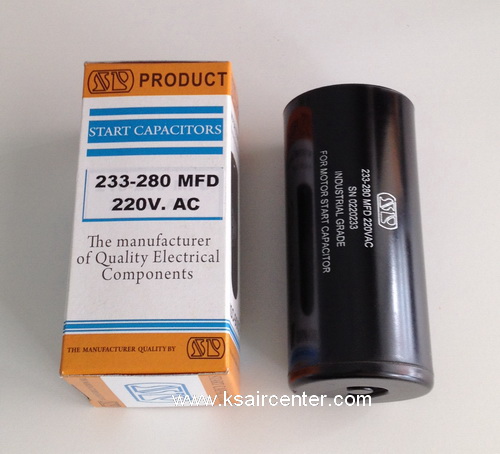 SP PRODUCT
START CAPACITORS
233-280 MFD
220V. AC
The manufacturer
of Quality Electrical
Components
THE MANUFACTURER QUALITY BY SP
SP
233-280 MFD 220VAC
SN 0220233
INDUSTRIAL GRADE
FOR MOTOR START CAPACITOR
www.ksaircenter.com